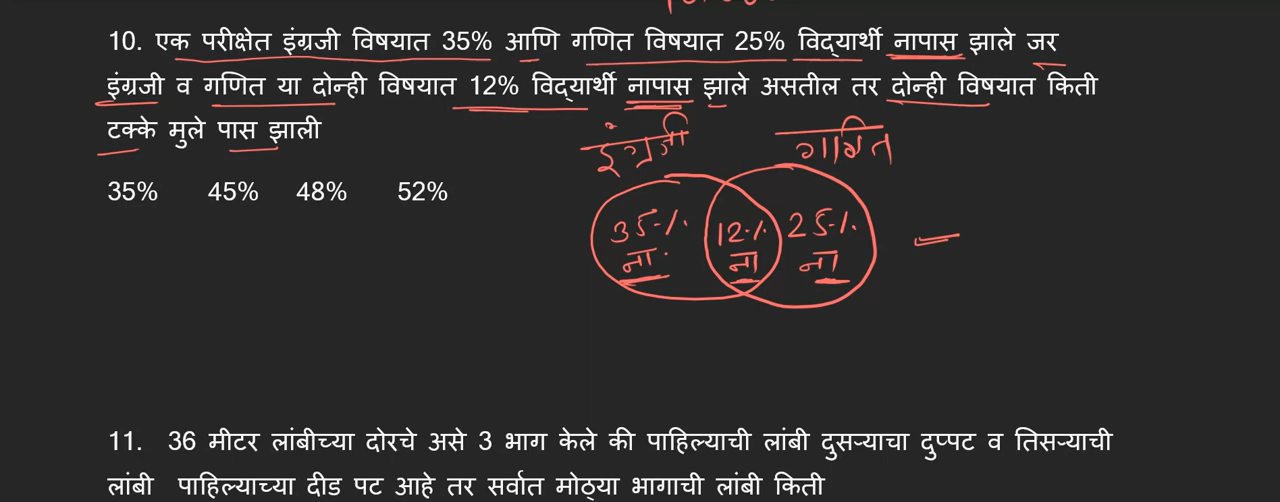 10. एक परीक्षेत इंग्रजी विषयात 35% आणि गणित विषयात 25% विद्यार्थी नापास झाले जर
इंग्रजी व गणित या दोन्ही विषयात 12% विद्यार्थी नापास झाले असतील तर दोन्ही विषयात किती
टक्के मुले पास झाली
इंग्रजी गणित
35% 45% 48% 52%
35% 12% 25%
ना. ना ना
11. 36 मीटर लांबीच्या दोरचे असे 3 भाग केले की पाहिल्याची लांबी दुसऱ्याचा दुप्पट व तिसऱ्याची
लांबी पाहिल्याच्या दीड पट आहे तर सर्वात मोठ्या भागाची लांबी किती